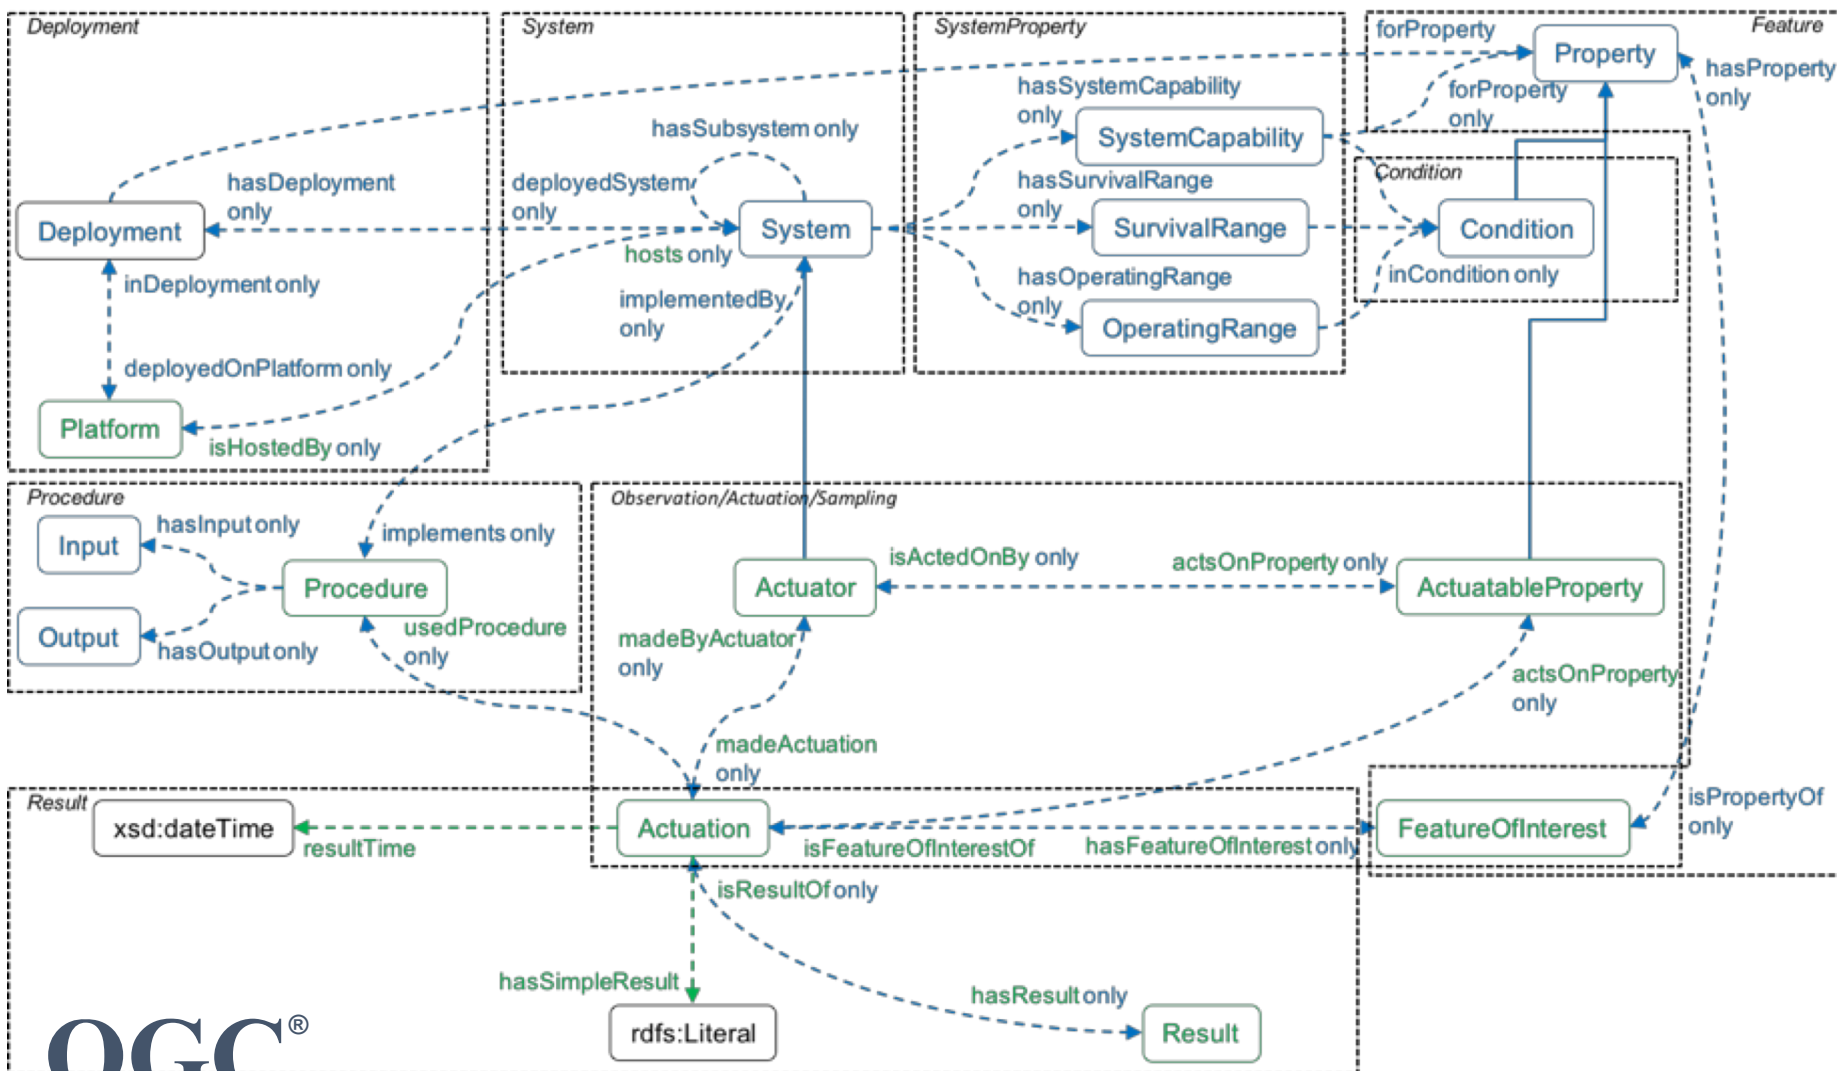 Deployment
System
SystemProperty
Feature
forProperty
Property
hasProperty
only
hasSystemCapability
only
forProperty
only
SystemCapability
hasSubsystem only
Condition
hasDeployment
only
deployedSystem
only
hasSurvivalRange
only
Deployment
System
SurvivalRange
Condition
hosts only
inDeployment only
implementedBy
only
hasOperatingRange
only
inCondition only
OperatingRange
deployedOnPlatform only
Platform
isHostedBy only
Procedure
Observation/Actuation/Sampling
hasInput only
Input
implements only
isActedOnBy only
actsOnProperty only
Procedure
Actuator
ActuatableProperty
Output
hasOutput only
usedProcedure
only
madeByActuator
only
actsOnProperty
only
madeActuation
only
Result
xsd:dateTime
resultTime
Actuation
isFeatureOfInterestOf
hasFeatureOfInterest only
FeatureOfInterest
isPropertyOf
only
isResultOf only
hasSimpleResult
hasResult only
rdfs:Literal
Result
OGC®